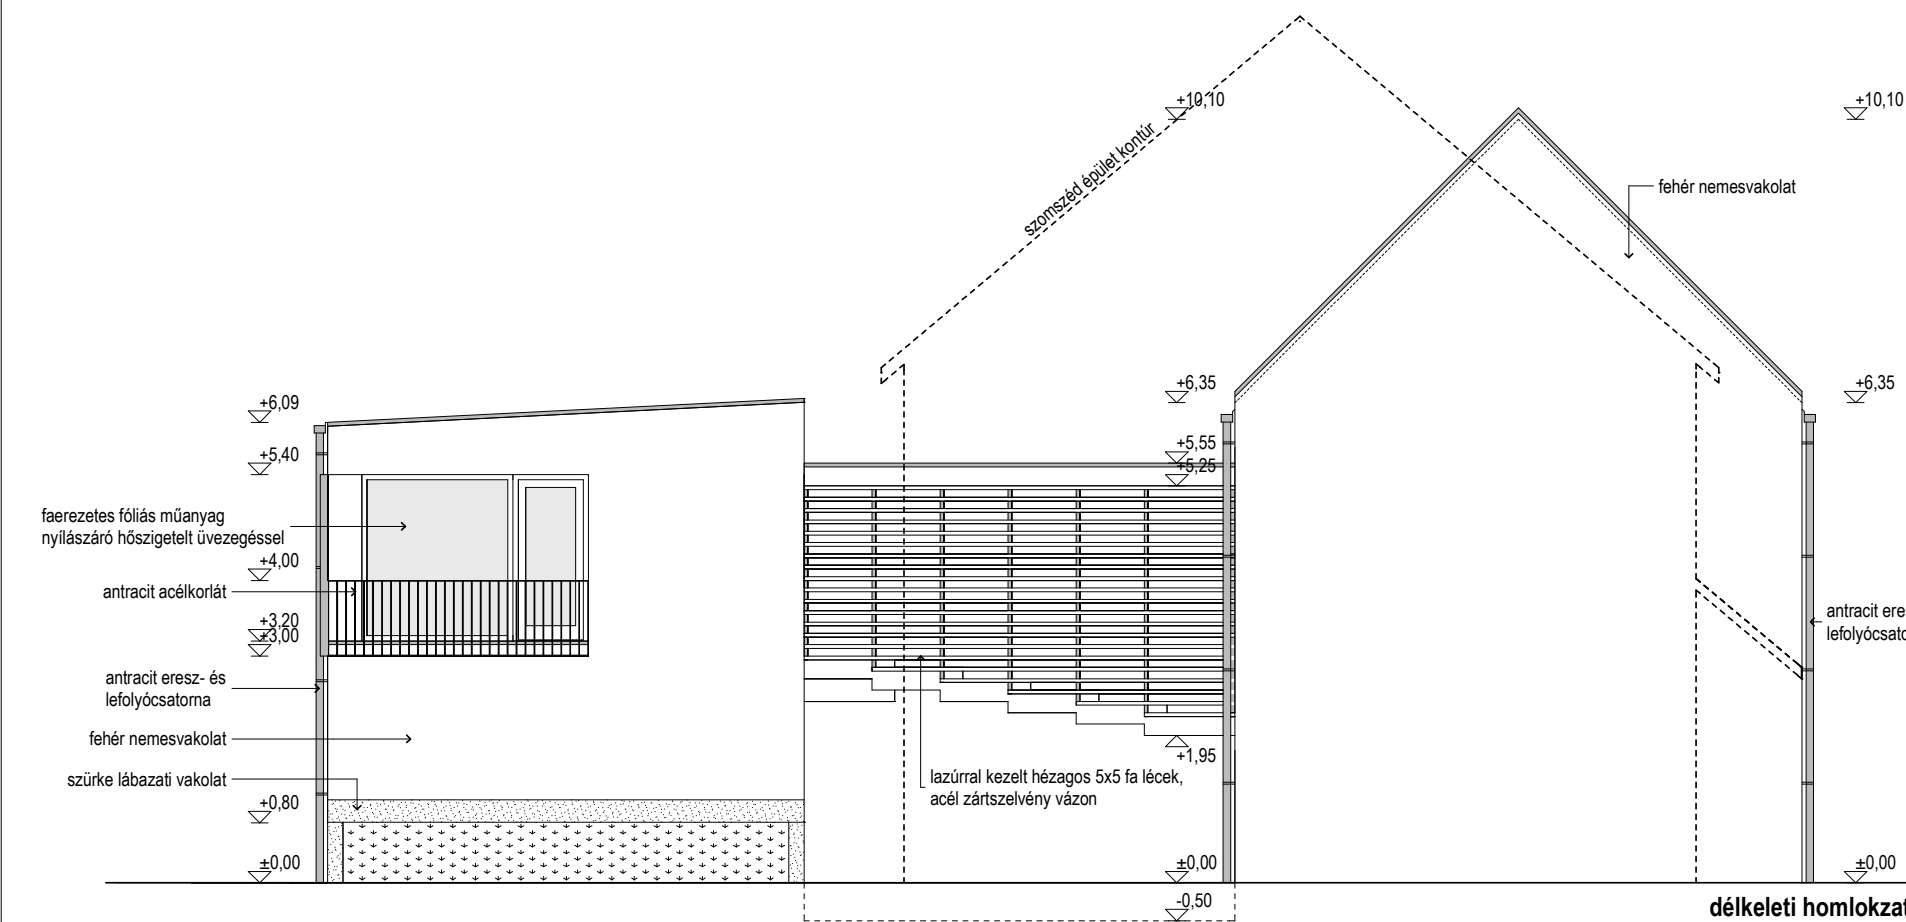 +10,10
+10,10
szomszéd épület kontúr
fehér nemesvakolat
+6,35
+6,35
+6,09
+5,55
+5,40
+5,25
faerezetes fóliás műanyag
nyílászáró hőszigetelt üvezegéssel
+4,00
antracit acélkorlát
+3,20
+3,00
antracit ere
lefolyócsato
antracit eresz- és
lefolyócsatorna
fehér nemesvakolat
+1,95
szürke lábazati vakolat
lazúrral kezelt hézagos 5x5 fa lécek,
acél zártszelvény vázon
+0,80
±0,00
±0,00
±0,00
-0,50
délkeleti homlokzat